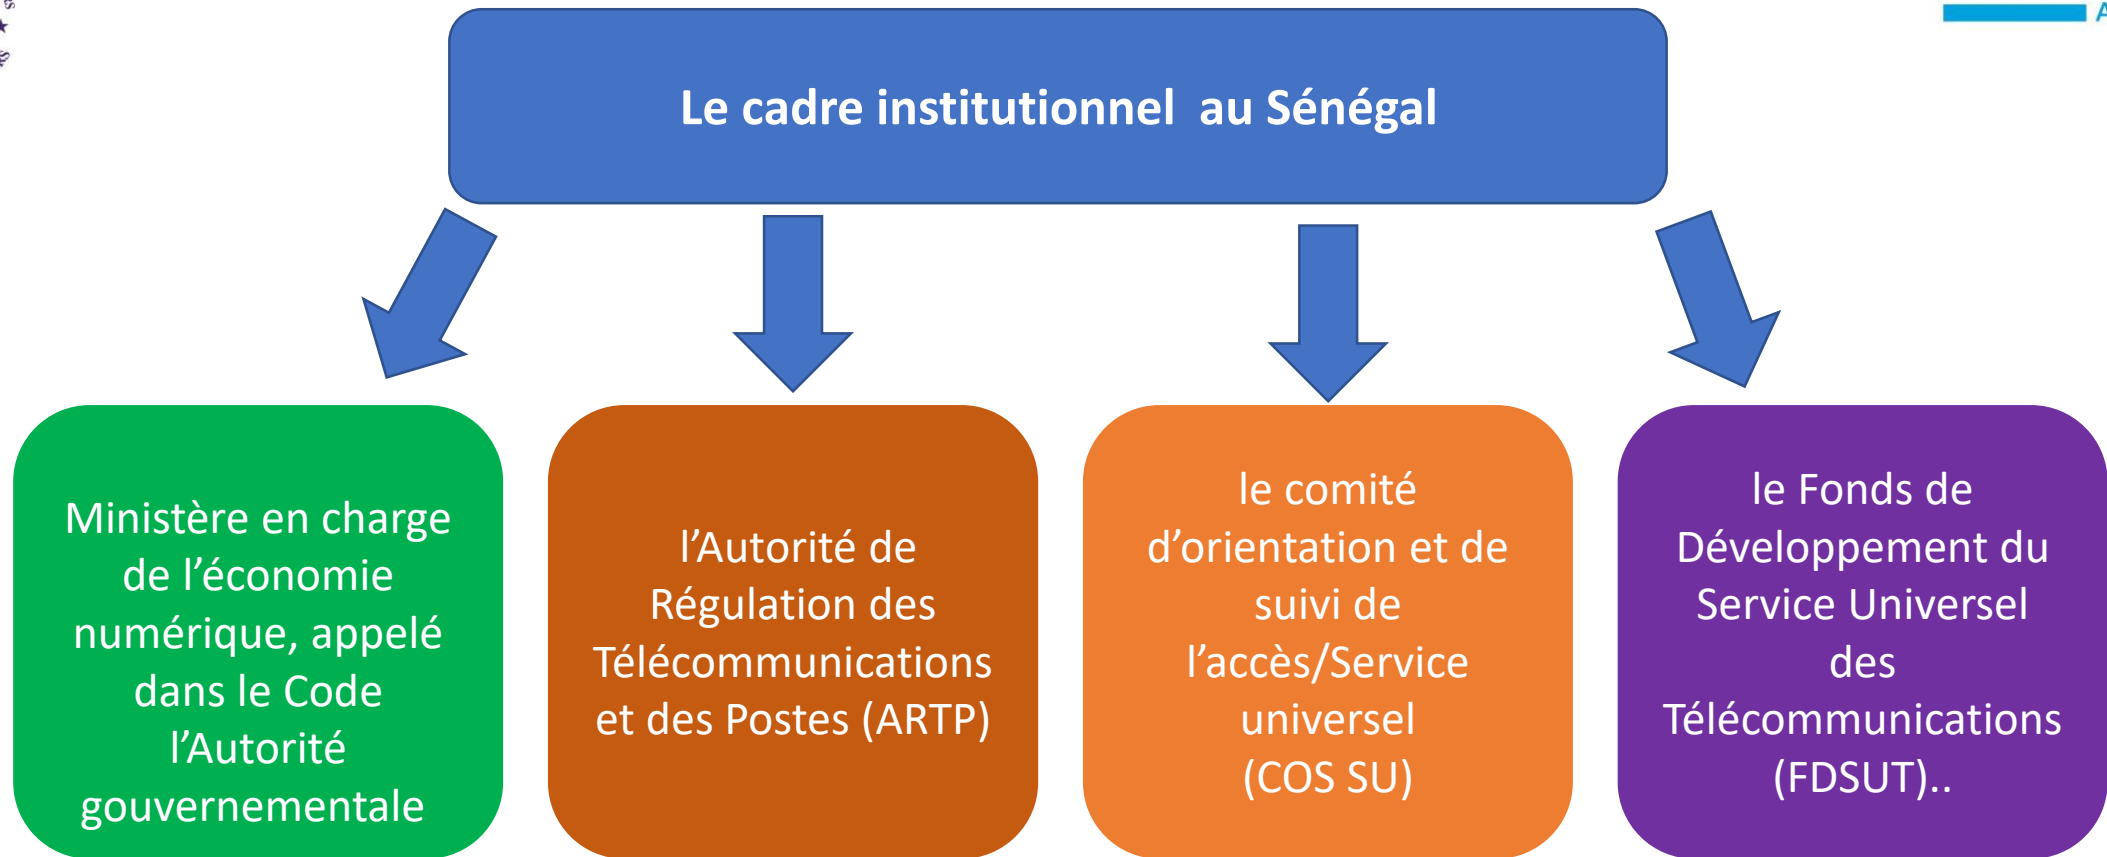 Le cadre institutionnel au Sénégal
Ministère en charge
de l’économie
numérique, appelé
dans le Code
l’Autorité
gouvernementale
l’Autorité de
Régulation des
Télécommunications
et des Postes (ARTP)
le comité
d’orientation et de
suivi de
l’accès/Service
universel
(COS SU)
le Fonds de
Développement du
Service Universel
des
Télécommunications
(FDSUT)..